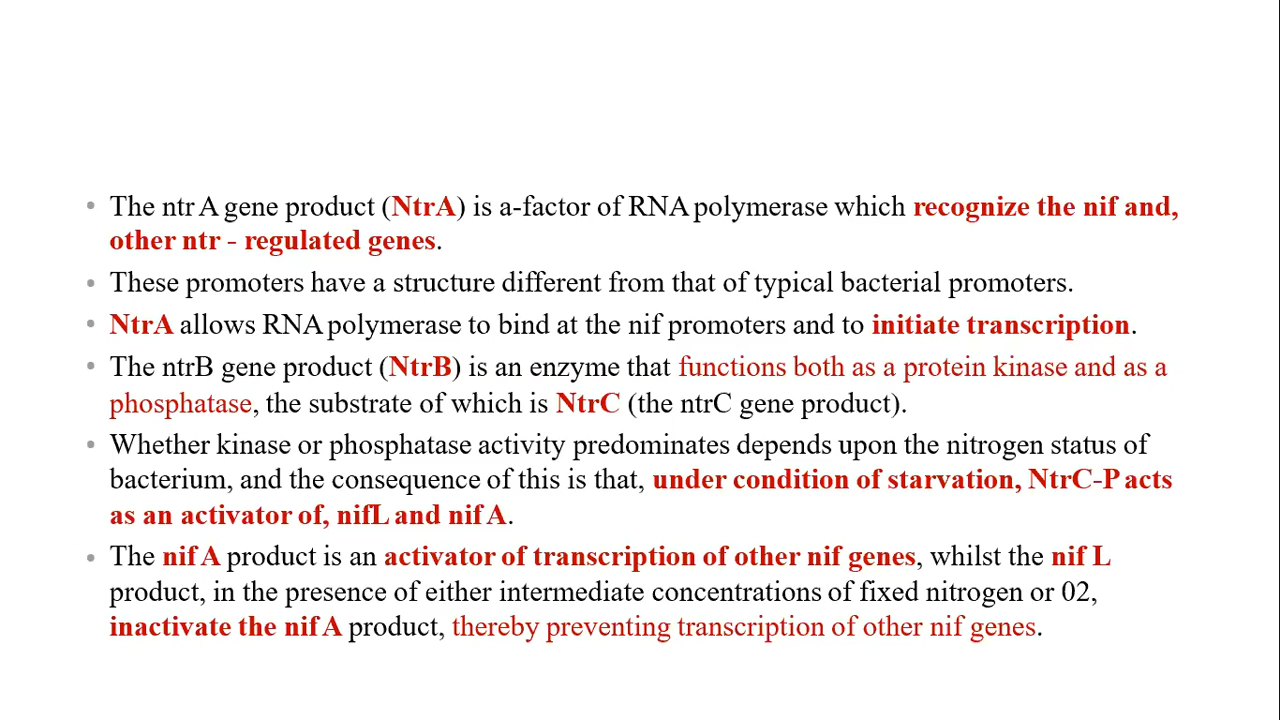 • The ntr A gene product (NtrA) is a-factor of RNA polymerase which recognize the nif and,
other ntr - regulated genes.
• These promoters have a structure different from that of typical bacterial promoters.
• NtrA allows RNA polymerase to bind at the nif promoters and to initiate transcription.
• The ntrB gene product (NtrB) is an enzyme that functions both as a protein kinase and as a
phosphatase, the substrate of which is NtrC (the ntrC gene product).
• Whether kinase or phosphatase activity predominates depends upon the nitrogen status of
bacterium, and the consequence of this is that, under condition of starvation, NtrC-P acts
as an activator of, nifL and nif A.
• The nif A product is an activator of transcription of other nif genes, whilst the nif L
product, in the presence of either intermediate concentrations of fixed nitrogen or 02,
inactivate the nif A product, thereby preventing transcription of other nif genes.